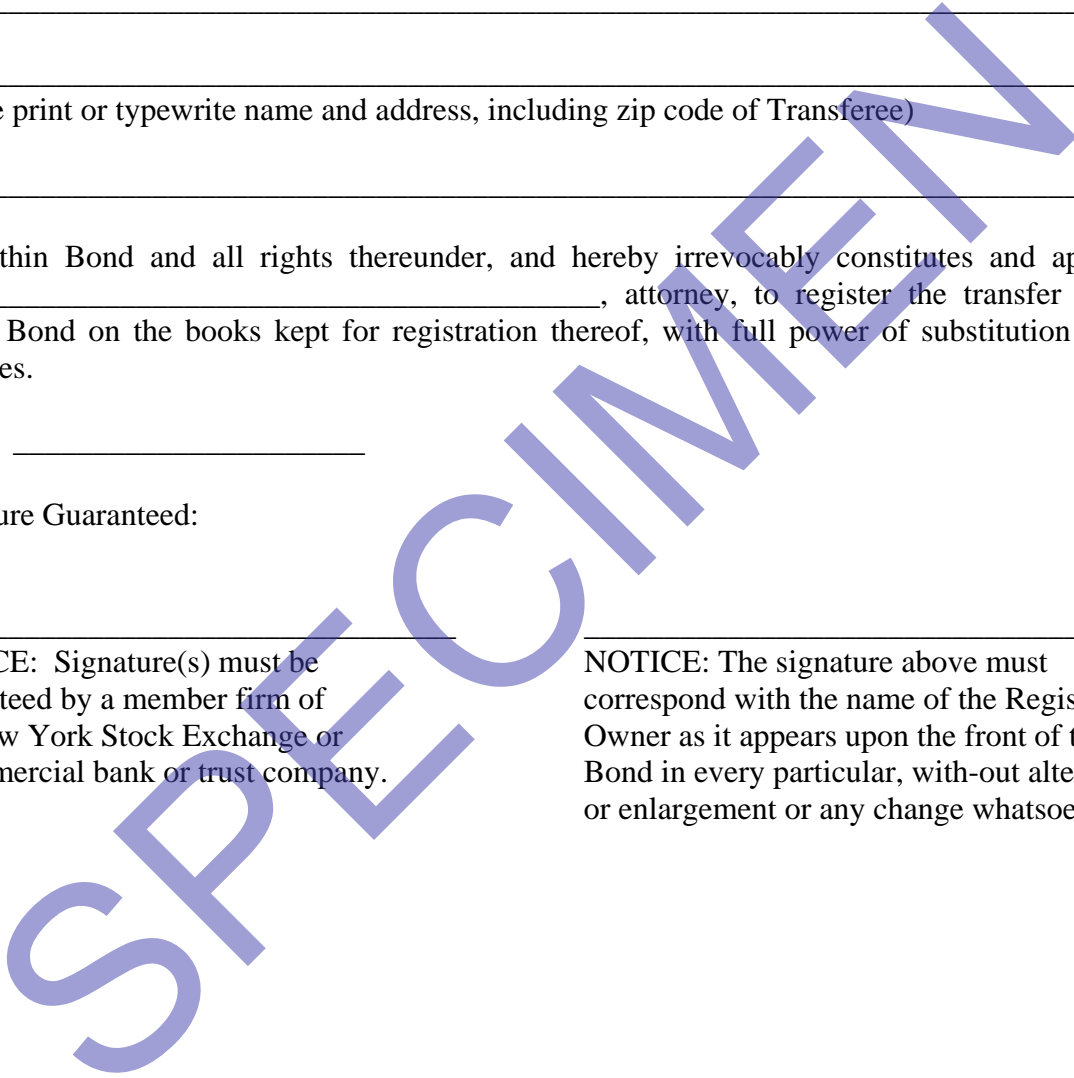 e print or typewrite name and address, including zip code of Transferee)
thin Bond and all rights thereunder, and hereby irrevocably constitutes and ap
________________________________________, attorney, to register the transfer
Bond on the books kept for registration thereof, with full power of substitution
es.
ure Guaranteed:
CE: Signature(s) must be
teed by a member firm of
w York Stock Exchange or
mercial bank or trust company.
NOTICE: The signature above must
correspond with the name of the Regis
Owner as it appears upon the front of t
Bond in every particular, with-out alte
or enlargement or any change whatsoe
SPECIMEN